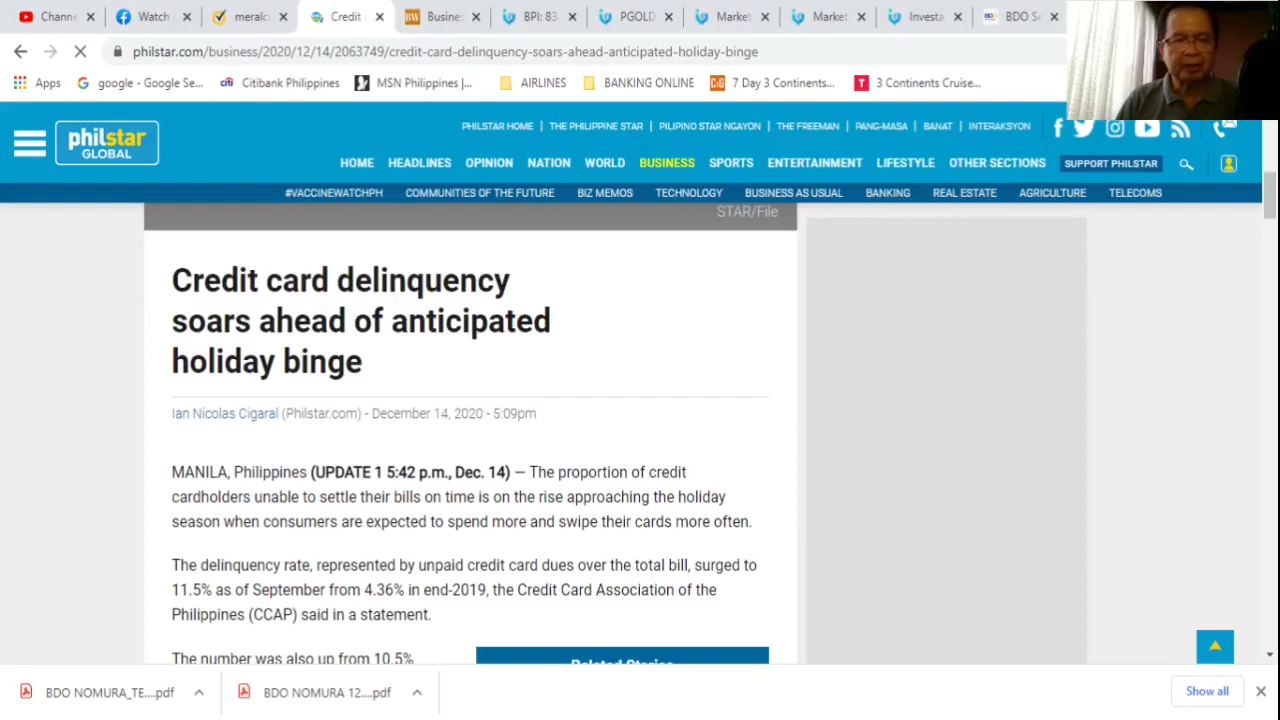 Chann
Watch
meralc
Credit
Busines
BPI: 83.
PGOLD
Market
Market
Investa
BDO Se
philstar.com/business/2020/12/14/2063749/credit-card-delinquency-soars-ahead-anticipated-holiday-binge
Apps
google - Google Se...
Citibank Philippines
MSN Philippines |...
AIRLINES
BANKING ONLINE
7 Day 3 Continents...
3 Continents Cruise...
philstar
GLOBAL
PHILSTAR HOME | THE PHILIPPINE STAR | PILIPINO STAR NGAYON | THE FREEMAN | PANG-MASA | BANAT | INTERAKSYON
HOME HEADLINES OPINION NATION WORLD BUSINESS SPORTS ENTERTAINMENT LIFESTYLE OTHER SECTIONS SUPPORT PHILSTAR
#VACCINEWATCHPH COMMUNITIES OF THE FUTURE BIZ MEMOS TECHNOLOGY BUSINESS AS USUAL BANKING REAL ESTATE AGRICULTURE TELECOMS
STAR/File
Credit card delinquency
soars ahead of anticipated
holiday binge
Ian Nicolas Cigaral (Philstar.com) - December 14, 2020 - 5:09pm
MANILA, Philippines (UPDATE 1 5:42 p.m., Dec. 14) — The proportion of credit
cardholders unable to settle their bills on time is on the rise approaching the holiday
season when consumers are expected to spend more and swipe their cards more often.
The delinquency rate, represented by unpaid credit card dues over the total bill, surged to
11.5% as of September from 4.36% in end-2019, the Credit Card Association of the
Philippines (CCAP) said in a statement.
The number was also up from 10.5%
Related Stories
BDO NOMURA_TE....pdf
BDO NOMURA 12....pdf
Show all